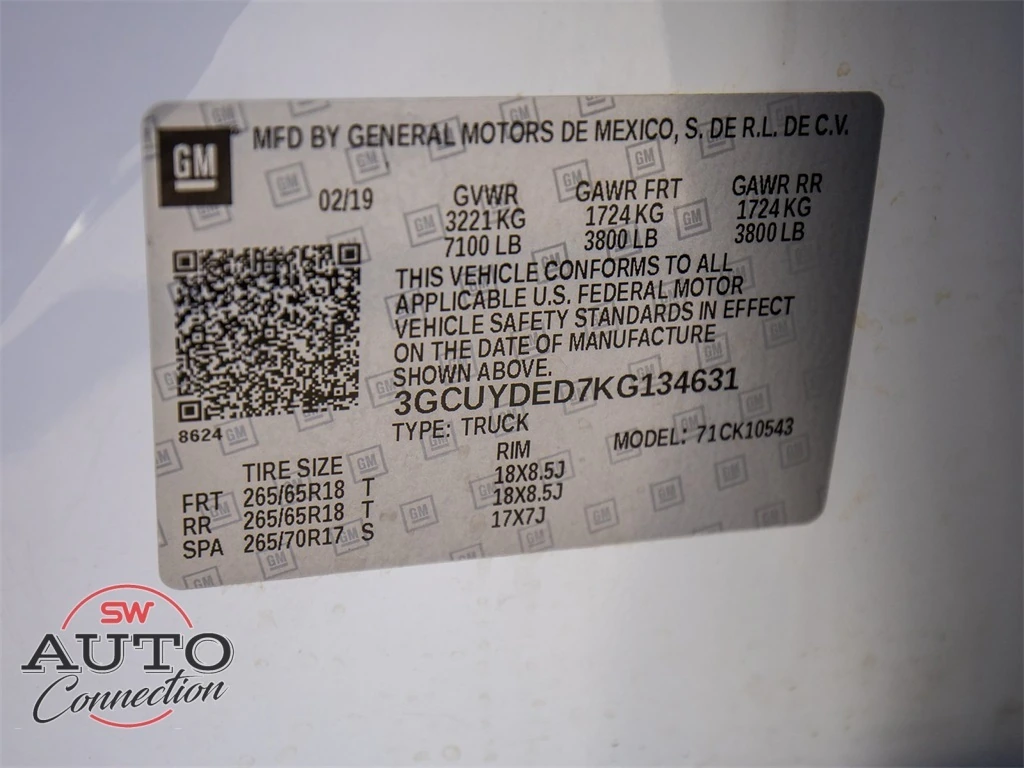 GM
MFD BY GENERAL MOTORS DE MEXICO, S. DE R.L. DE C.V.
02/19 GVWR GAWR FRT GAWR RR
3221 KG 1724 KG 1724 KG
7100 LB 3800 LB 3800 LB
THIS VEHICLE CONFORMS TO ALL
APPLICABLE U.S. FEDERAL MOTOR
VEHICLE SAFETY STANDARDS IN EFFECT
ON THE DATE OF MANUFACTURE
SHOWN ABOVE.
3GCUYDED7KG134631
8624
TYPE: TRUCK MODEL: 71CK10543
TIRE SIZE RIM
FRT 265/65R18 T 18X8.5J
RR 265/65R18 T 18X8.5J
SPA 265/70R17 S 17X7J
SW
AUTO
Connection